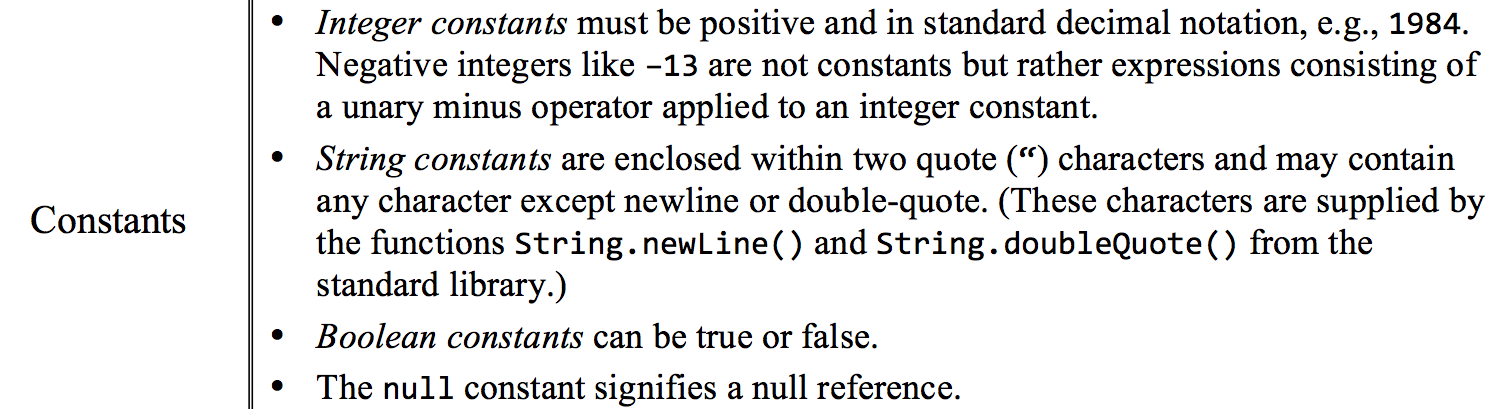 Constants
• Integer constants must be positive and in standard decimal notation, e.g., 1984.
Negative integers like −13 are not constants but rather expressions consisting of
a unary minus operator applied to an integer constant.
• String constants are enclosed within two quote (“) characters and may contain
any character except newline or double-quote. (These characters are supplied by
the functions String.newLine() and String.doubleQuote() from the
standard library.)
• Boolean constants can be true or false.
• The null constant signifies a null reference.